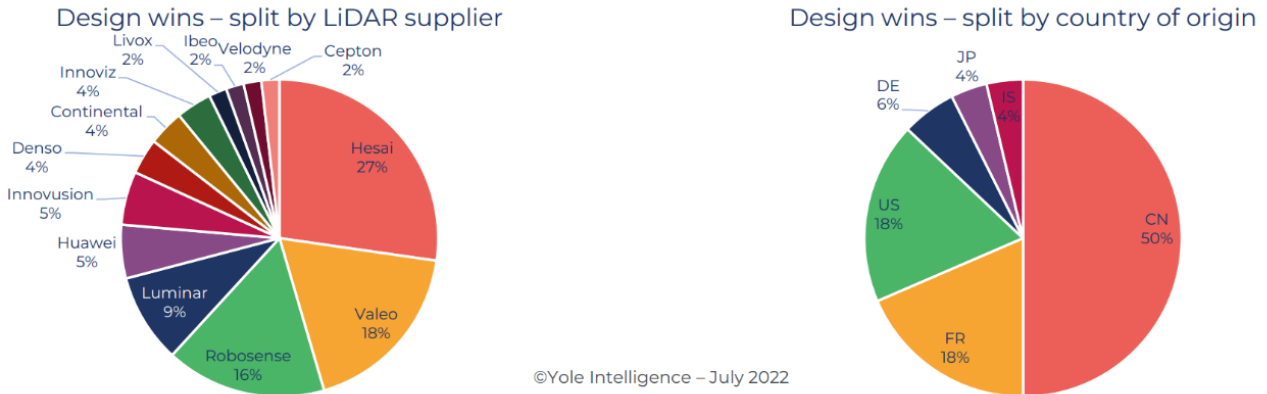 Design wins – split by LiDAR supplier
Livox
2%
Ibeo
2%
Velodyne
2%
Cepton
2%
Innoviz
4%
Continental
4%
Denso
4%
Innovusion
5%
Huawei
5%
Luminar
9%
Robosense
16%
Valeo
18%
Hesai
27%
Design wins – split by country of origin
JP
4%
IS
4%
DE
6%
US
18%
FR
18%
CN
50%
©Yole Intelligence – July 2022